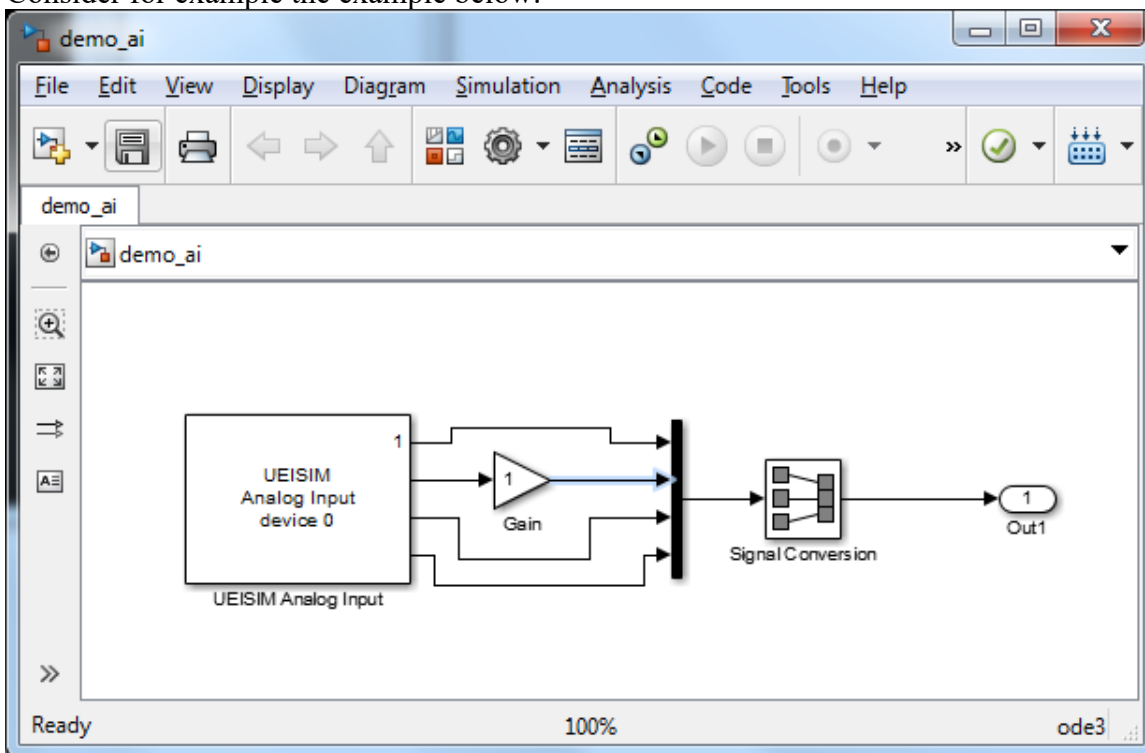 Consider for example the example below.
demo_ai
File Edit View Display Diagram Simulation Analysis Code Tools Help
demo_ai
demo_ai
1
UEISIM
Analog Input
device 0
UEISIM Analog Input
1
Gain
Signal Conversion
1
Out1
Ready 100% ode3